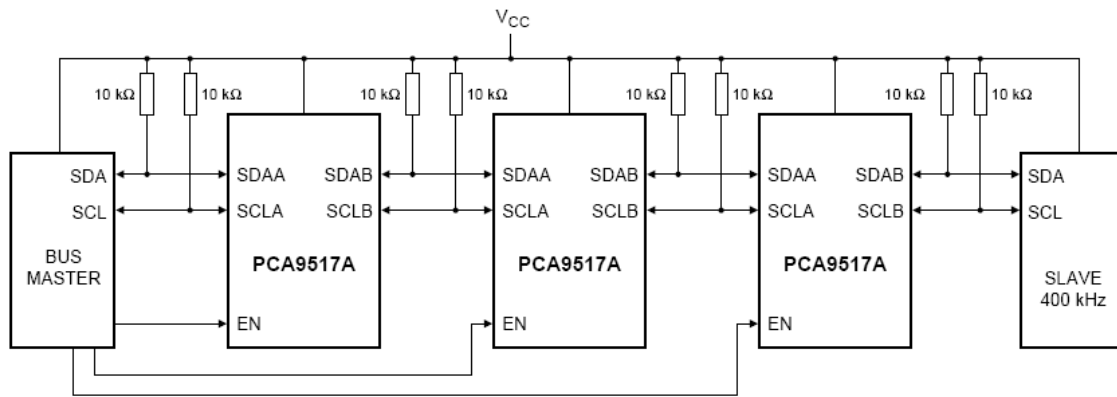 VCC
10 kΩ 10 kΩ 10 kΩ 10 kΩ 10 kΩ 10 kΩ 10 kΩ 10 kΩ
SDA SDAA SDAB SDAA SDAB SDAA SDAB SDA
SCL SCLA SCLB SCLA SCLB SCLA SCLB SCL
BUS
MASTER
PCA9517A PCA9517A PCA9517A
SLAVE
400 kHz
EN EN EN